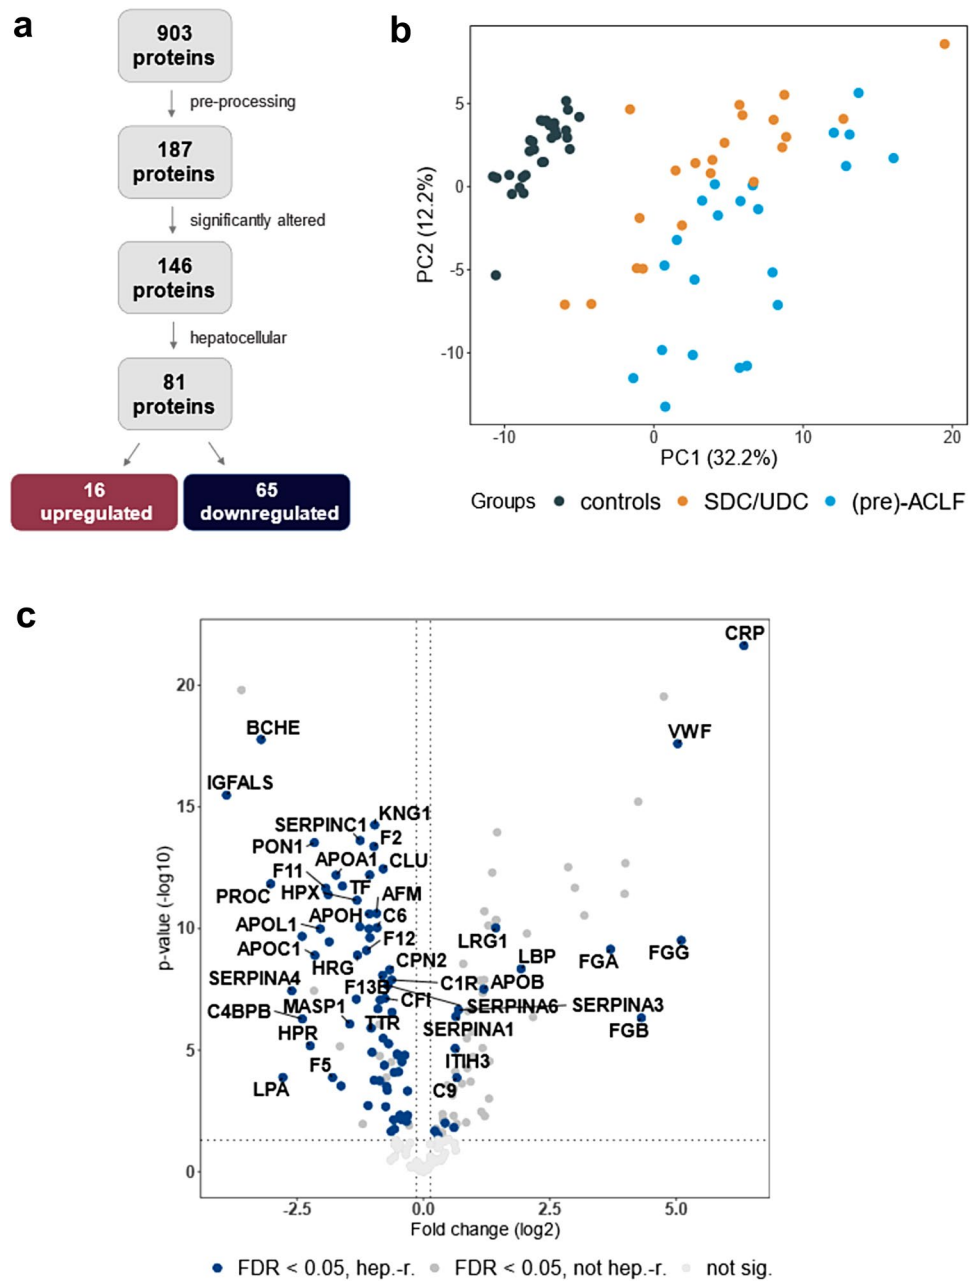 a
903
proteins
pre-processing
187
proteins
significantly altered
146
proteins
hepatocellular
81
proteins
16
upregulated
65
downregulated
b
5
0
-5
-10
PC2 (12.2%)
-10
0
10
20
PC1 (32.2%)
Groups controls SDC/UDC (pre)-ACLF
c
CRP
20
BCHE
VWF
IGFALS
15
KNG1
SERPINC1
F2
PON1
APOA1
CLU
F11
PROC
HPX
TF
AFM
APOL1
APOH
C6
10
LRG1
F12
APOC1
FGG
FGA
LBP
HRG
CPN2
SERPINA4
F13B
C1R
APOB
C4BPB
MASP1
CFI
SERPINA6
SERPINA3
HPR
TTR
SERPINA1
FGB
5
F5
ITIH3
LPA
C9
0
p-value (-log10)
-2.5
0.0
2.5
5.0
Fold change (log2)
FDR < 0.05, hep.-r. FDR < 0.05, not hep.-r. not sig.